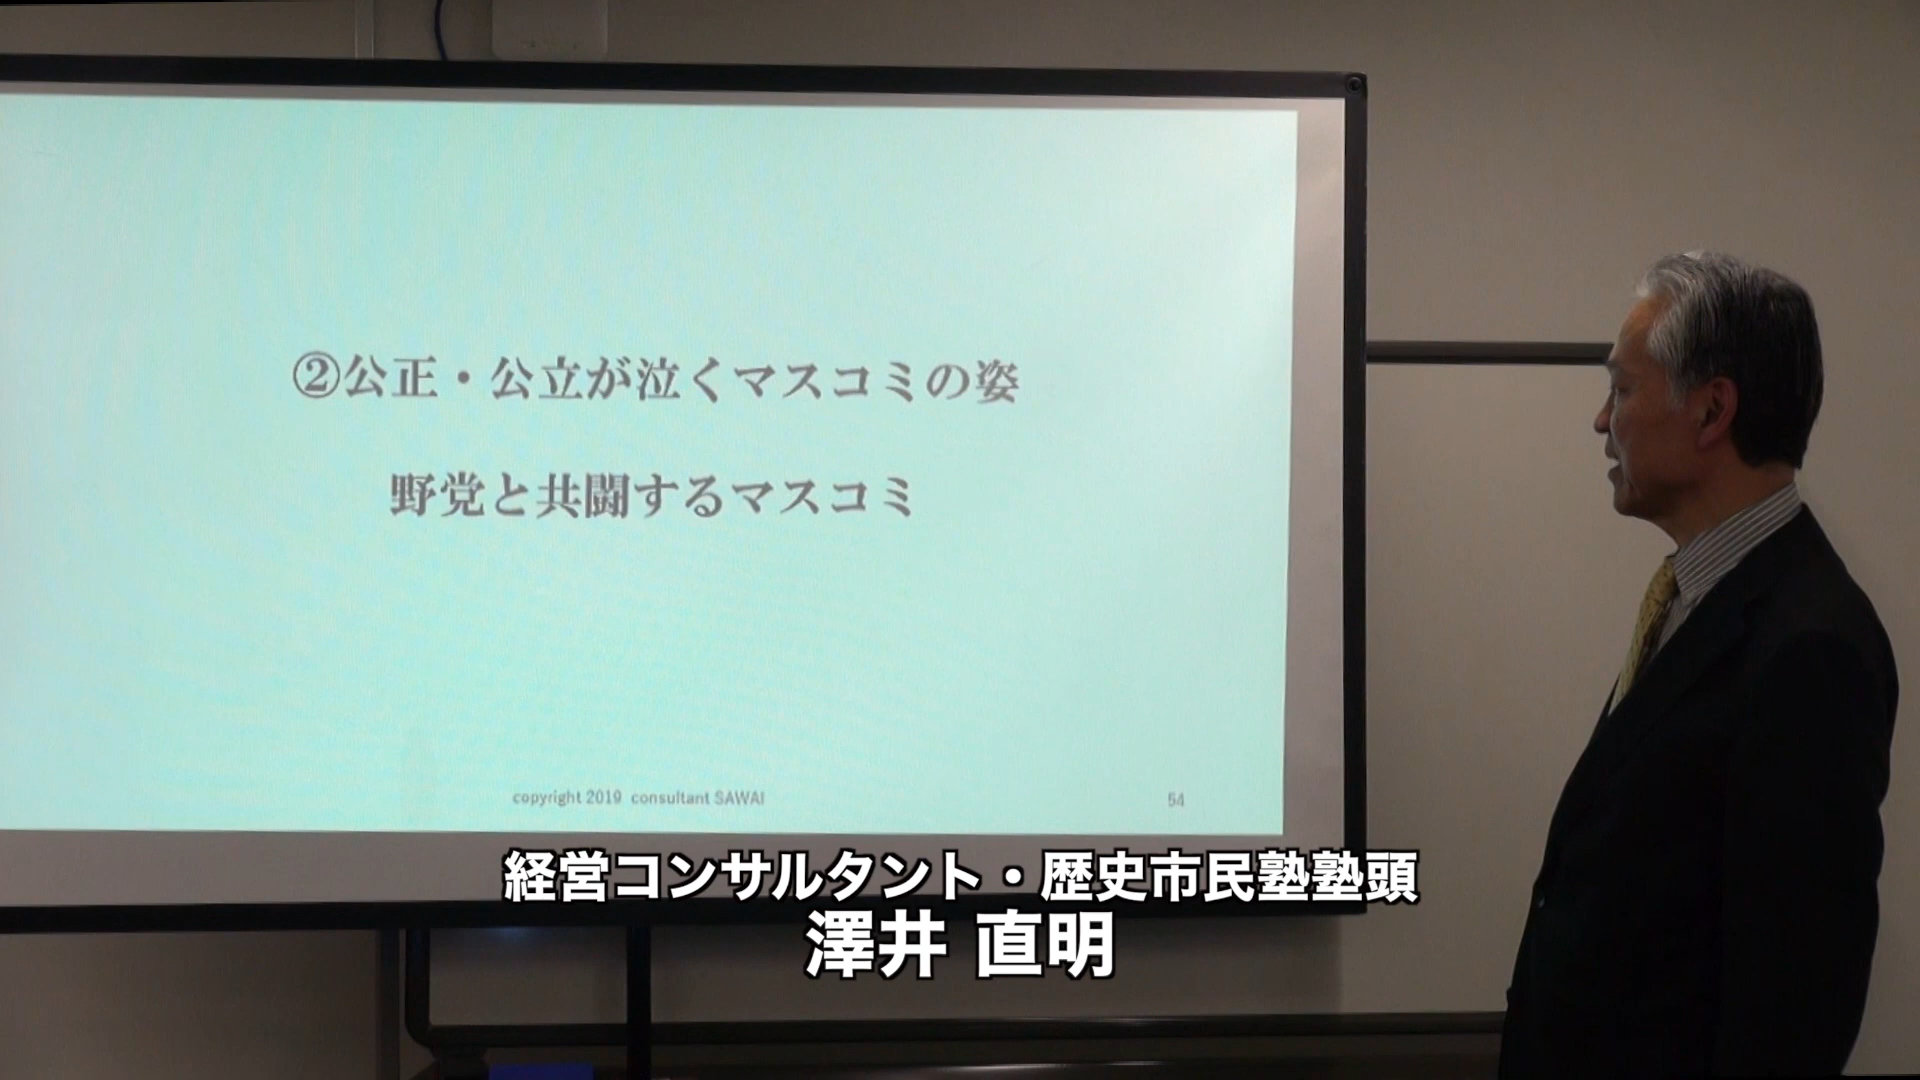 ②公正・公立が泣くマスコミの姿
野党と共闘するマスコミ
copyright 2019 consultant SAWAI
54
経営コンサルタント・歴史市民塾塾頭
澤井 直明